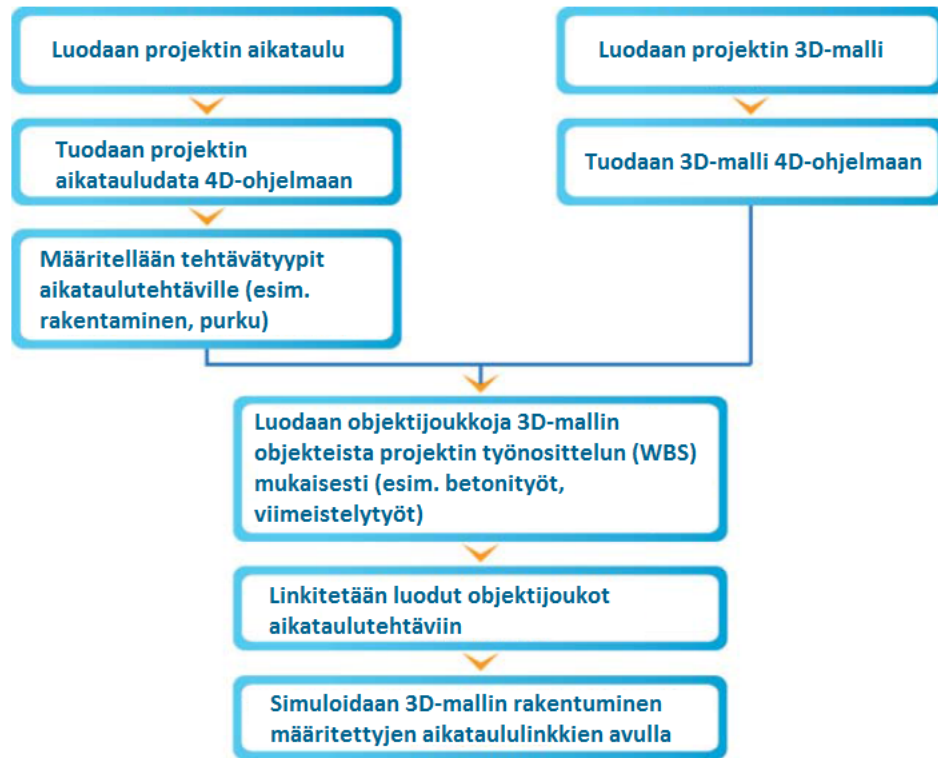 Luodaan projektin aikataulu
Luodaan projektin 3D-malli
Tuodaan projektin
aikatauludata 4D-ohjelmaan
Tuodaan 3D-malli 4D-ohjelmaan
Määritellään tehtävätyypit
aikataulutehtäville (esim.
rakentaminen, purku)
Luodaan objektijoukkoja 3D-mallin
objekteista projektin työnosittelun (WBS)
mukaisesti (esim. betonityöt,
viimeistelytyöt)
Linkitetään luodut objektijoukot
aikataulutehtäviin
Simuloidaan 3D-mallin rakentuminen
määritettyjen aikataululinkkien avulla